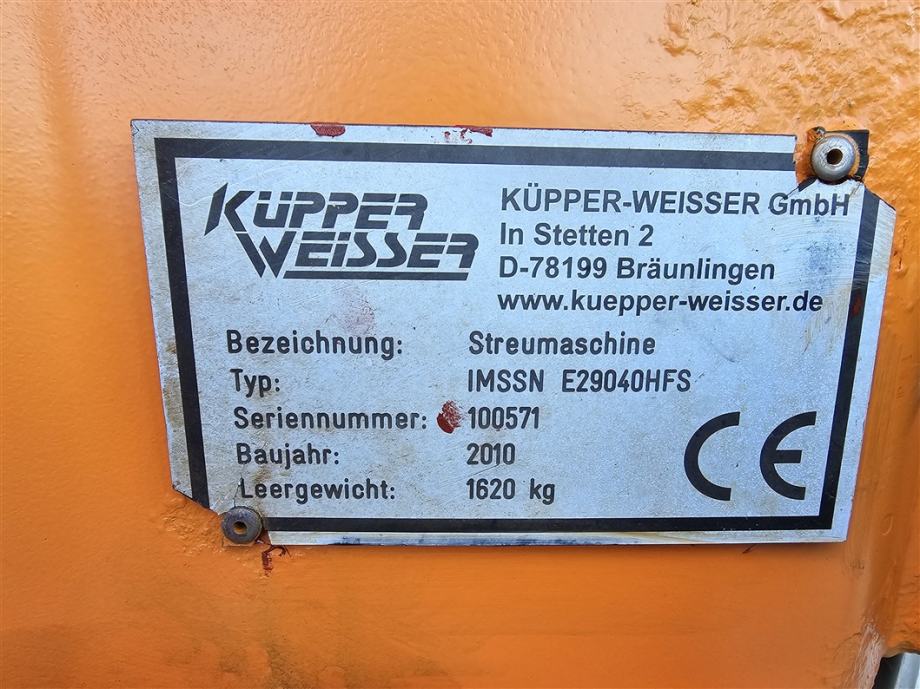 KÜPPER
WEISSER
KÜPPER-WEISSER GmbH
In Stetten 2
D-78199 Bräunlingen
www.kuepper-weisser.de
Bezeichnung: Streumaschine
Typ: IMSSN E29040HFS
Seriennummer: 100571
Baujahr: 2010
Leergewicht: 1620 kg
CE